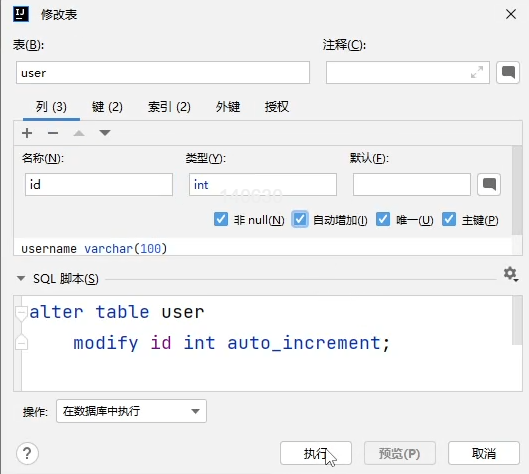 修改表
表(B): 注释(C):
user
列 (3) 键 (2) 索引 (2) 外键 授权
名称(N): 类型(Y): 默认(F):
id int
非 null(N) 自动增加(I) 唯一(U) 主键(P)
username varchar(100)
SQL 脚本(S)
alter table user
modify id int auto_increment;
操作: 在数据库中执行
? 执行 预览(P) 取消